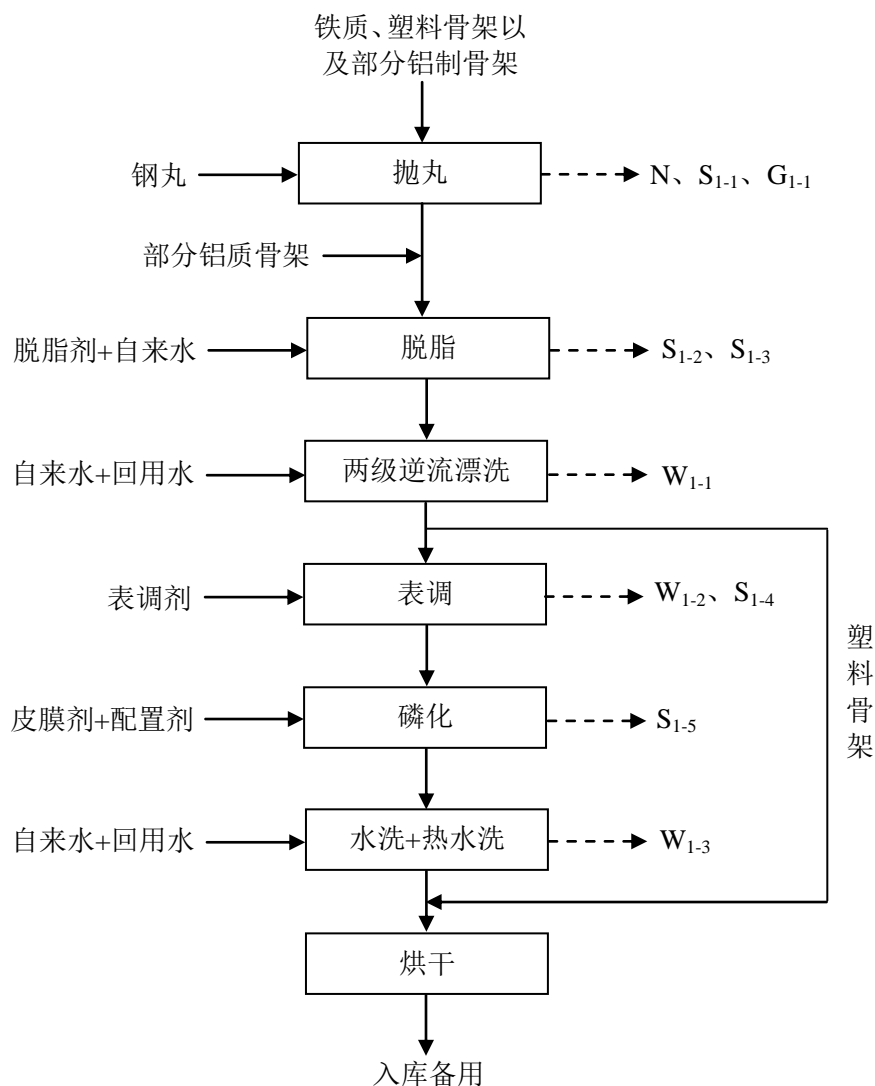 铁质、塑料骨架以
及部分铝制骨架
钢丸
抛丸
N、S1-1、G1-1
部分铝质骨架
脱脂剂+自来水
脱脂
S1-2、S1-3
自来水+回用水
两级逆流漂洗
W1-1
表调剂
表调
W1-2、S1-4
塑料骨架
皮膜剂+配置剂
磷化
S1-5
自来水+回用水
水洗+热水洗
W1-3
烘干
入库备用